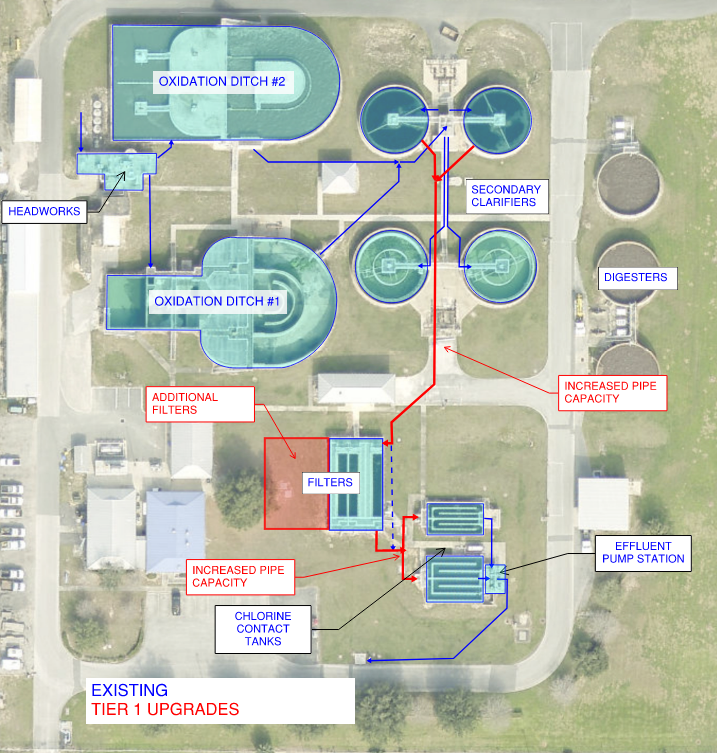 OXIDATION DITCH #2
HEADWORKS
SECONDARY
CLARIFIERS
OXIDATION DITCH #1
DIGESTERS
ADDITIONAL
FILTERS
INCREASED PIPE
CAPACITY
FILTERS
INCREASED PIPE
CAPACITY
EFFLUENT
PUMP STATION
CHLORINE
CONTACT
TANKS
EXISTING
TIER 1 UPGRADES